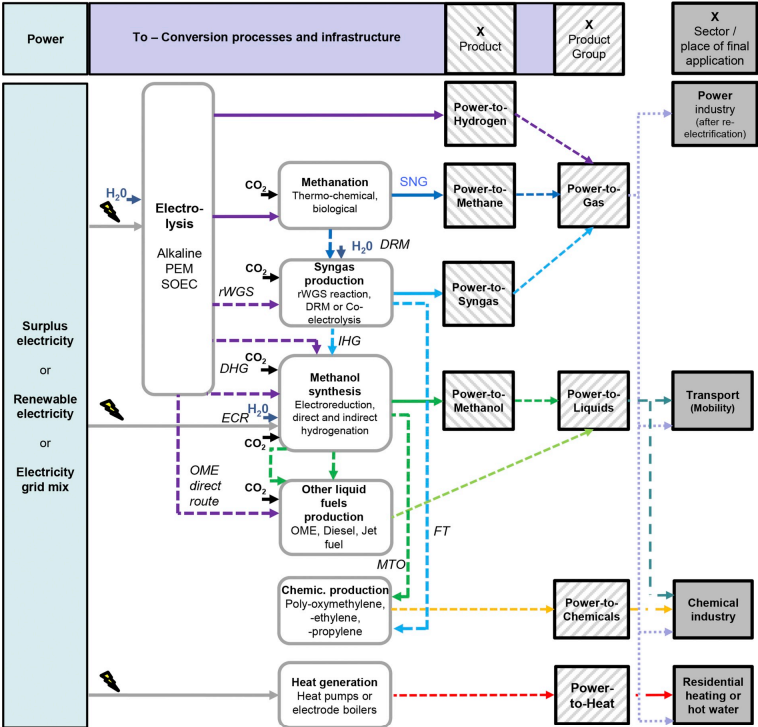 Power
To – Conversion processes and infrastructure
X
Product
X
Product
Group
X
Sector /
place of final
application
Surplus
electricity
or
Renewable
electricity
or
Electricity
grid mix
H₂0
Electro-
lysis
Alkaline
PEM
SOEC
Power-to-
Hydrogen
Power
industry
(after re-
electrification)
CO₂
Methanation
Thermo-chemical,
biological
SNG
Power-to-
Methane
Power-to-
Gas
H₂0
DRM
CO₂
rWGS
Syngas
production
rWGS reaction,
DRM or Co-
electrolysis
Power-to-
Syngas
IHG
DHG
CO₂
ECR
H₂0
CO₂
Methanol
synthesis
Electroreduction,
direct and indirect
hydrogenation
Power-to-
Methanol
Power-to-
Liquids
Transport
(Mobility)
OME
direct
route
CO₂
Other liquid
fuels
production
OME, Diesel, Jet
fuel
FT
MTO
Chemic. production
Poly-oxymethylene,
-ethylene,
-propylene
Power-to-
Chemicals
Chemical
industry
Heat generation
Heat pumps or
electrode boilers
Power-
to-Heat
Residential
heating or
hot water